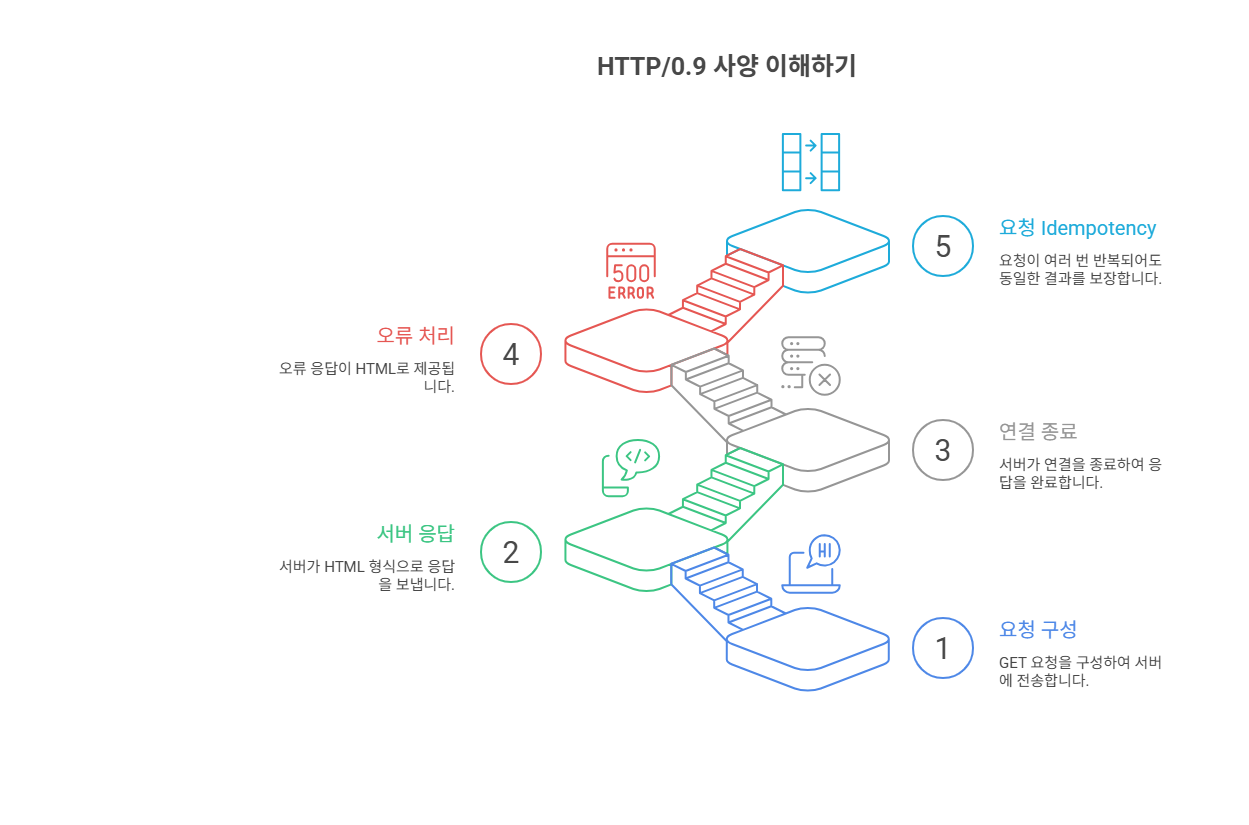 HTTP/0.9 사양 이해하기
5
요청 Idempotency
요청이 여러 번 반복되어도
동일한 결과를 보장합니다.
500
ERROR
4
오류 처리
오류 응답이 HTML로 제공됩
니다.
3
연결 종료
서버가 연결을 종료하여 응
답을 완료합니다.
</>
2
서버 응답
서버가 HTML 형식으로 응답
을 보냅니다.
HI
1
요청 구성
GET 요청을 구성하여 서버
에 전송합니다.